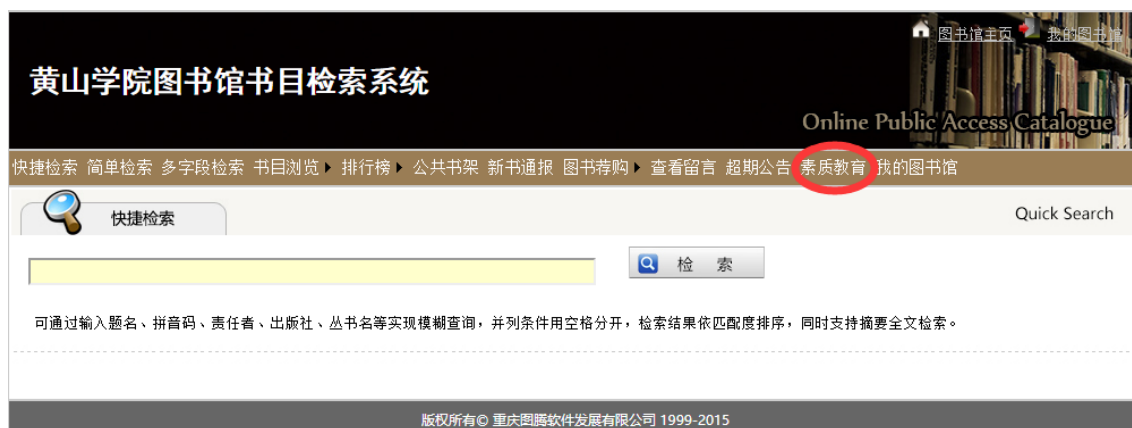 图书馆主页 我的图书馆
黄山学院图书馆书目检索系统
Online Public Access Catalogue
快捷检索 简单检索 多字段检索 书目浏览 排行榜 公共书架 新书通报 图书荐购 查看留言 超期公告 素质教育 我的图书馆
快捷检索 Quick Search
检 索
可通过输入题名、拼音码、责任者、出版社、丛书名等实现模糊查询，并列条件用空格分开，检索结果依匹配度排序，同时支持摘要全文检索。
版权所有© 重庆图腾软件发展有限公司 1999-2015